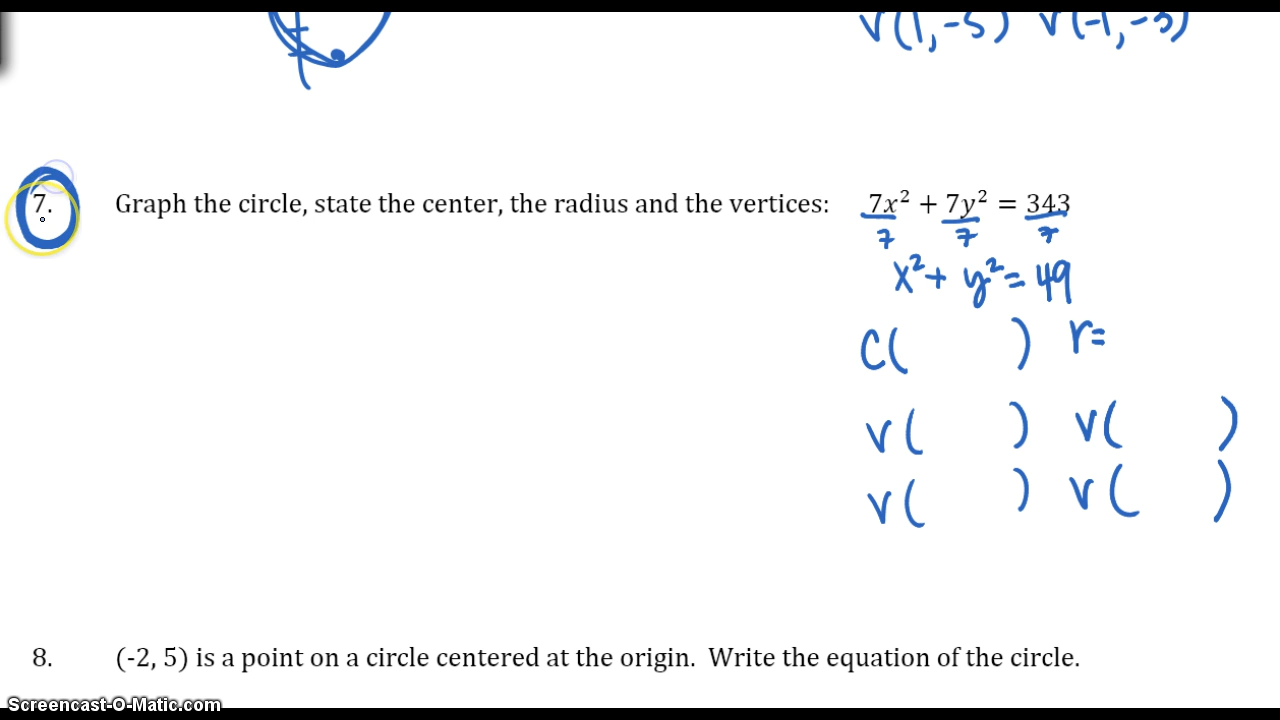 V(1, -5) V(-1, -5)
7. Graph the circle, state the center, the radius and the vertices: 7x² + 7y² = 343
7 7 7
x² + y² = 49
C( ) r=
V( ) V( )
V( ) V( )
8. (-2, 5) is a point on a circle centered at the origin. Write the equation of the circle.
Screencast-O-Matic.com